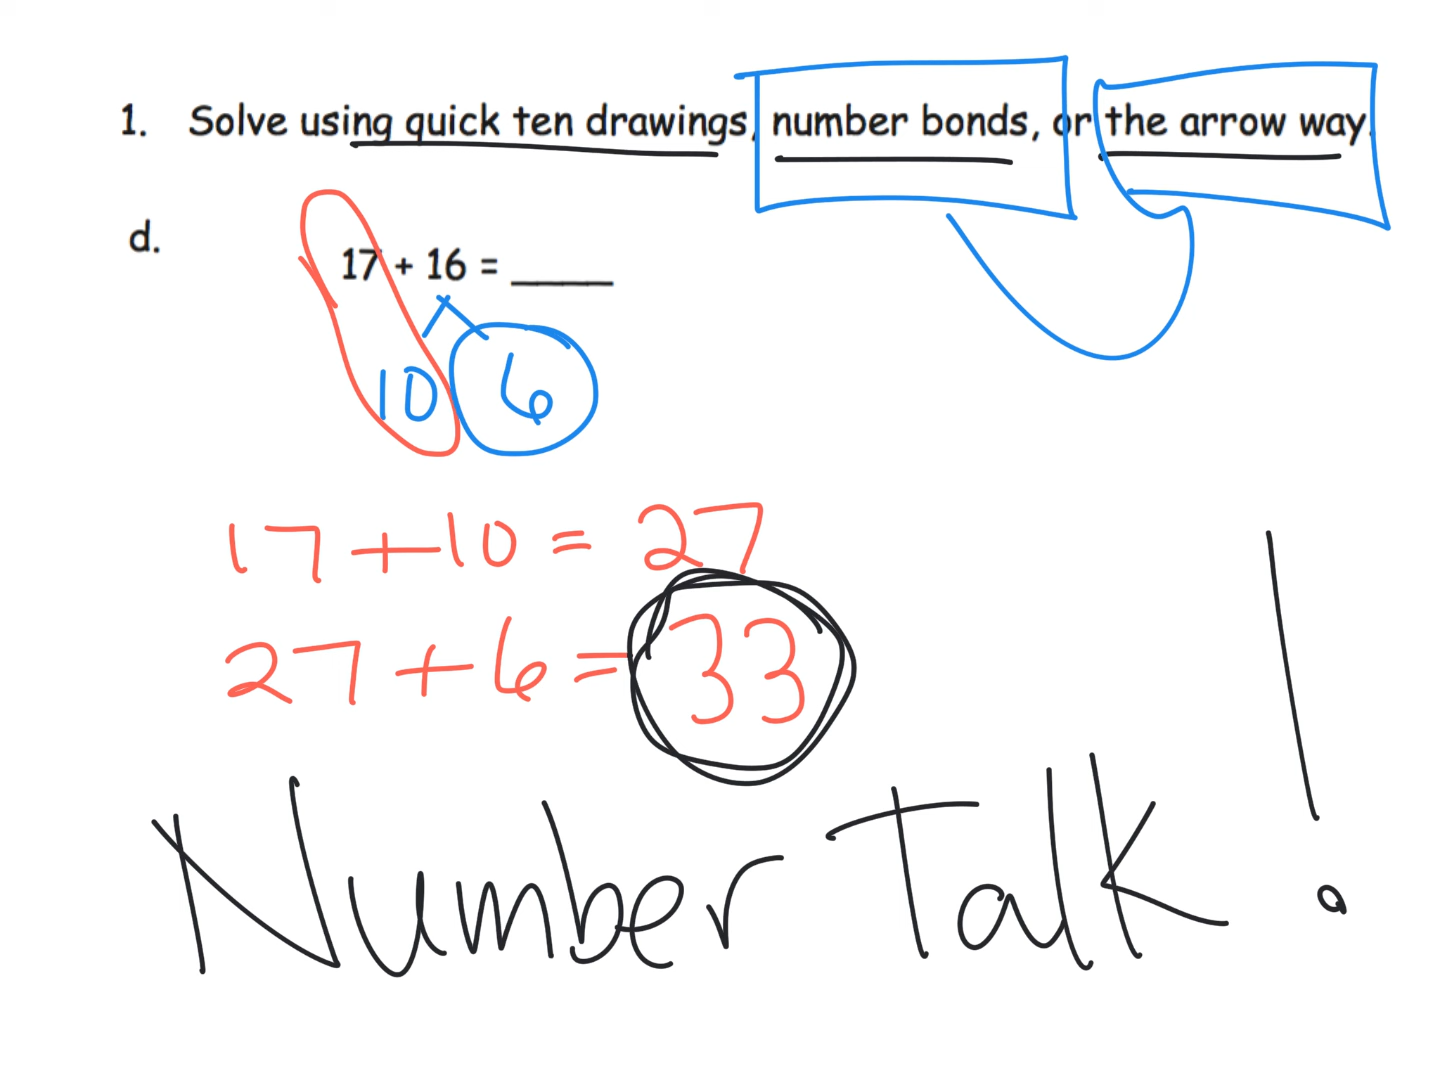 1. Solve using quick ten drawings, number bonds, or the arrow way.
d.
17 + 16 = ____
10 6
17 + 10 = 27
27 + 6 = 33
Number Talk !